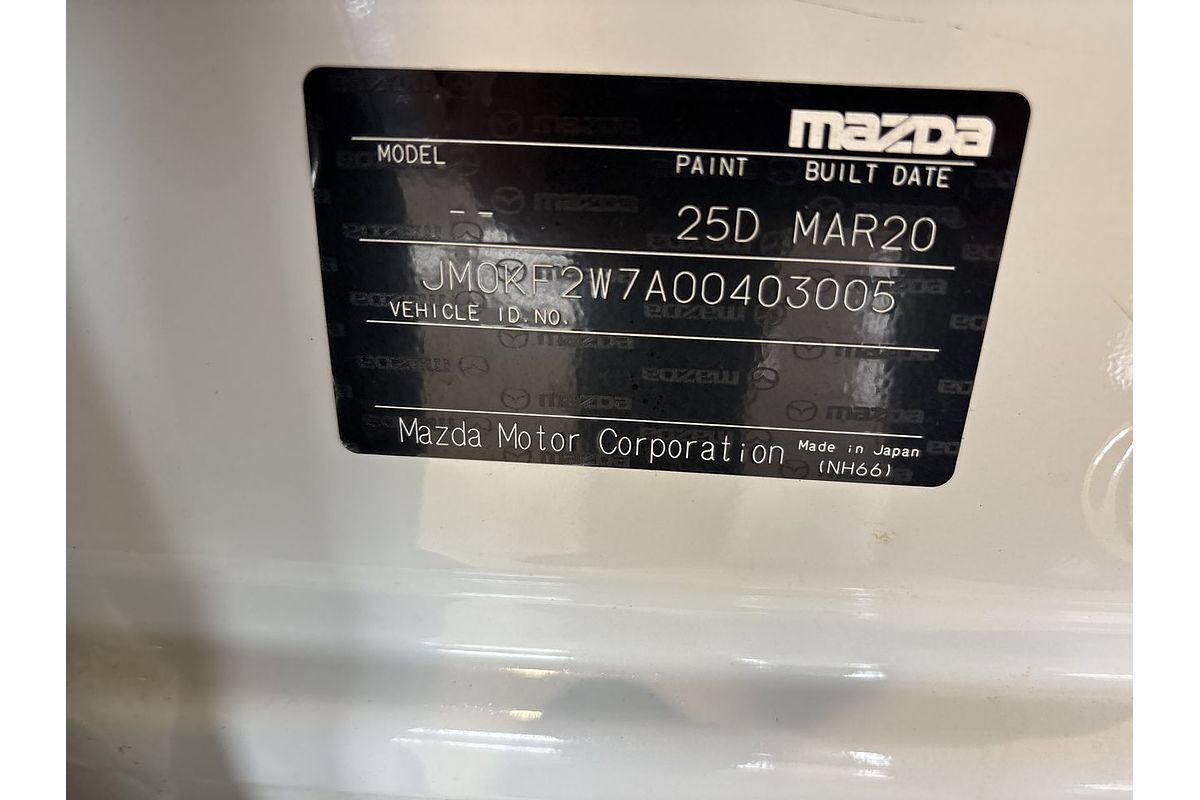 mazda
MODEL PAINT BUILT DATE
-- 25D MAR20
JM0KF2W7A00403005
VEHICLE ID.NO.
Mazda Motor Corporation Made in Japan
(NH66)